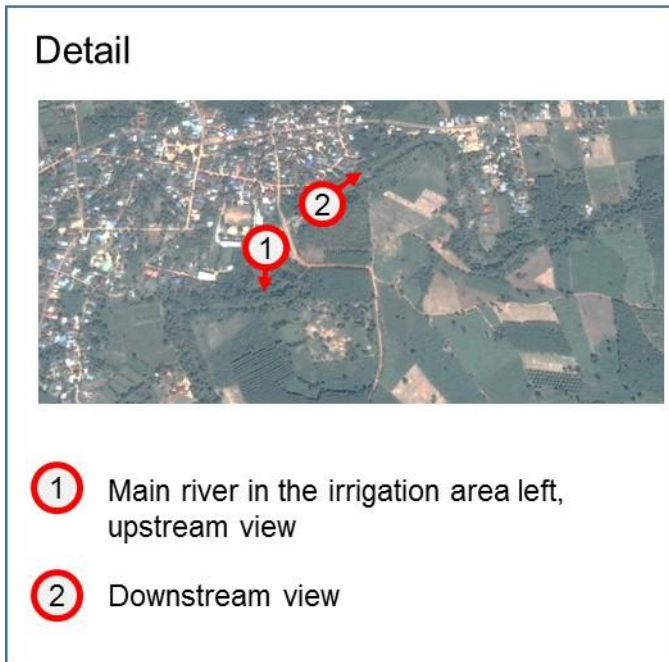 Detail
2
1
1 Main river in the irrigation area left,
upstream view
2 Downstream view